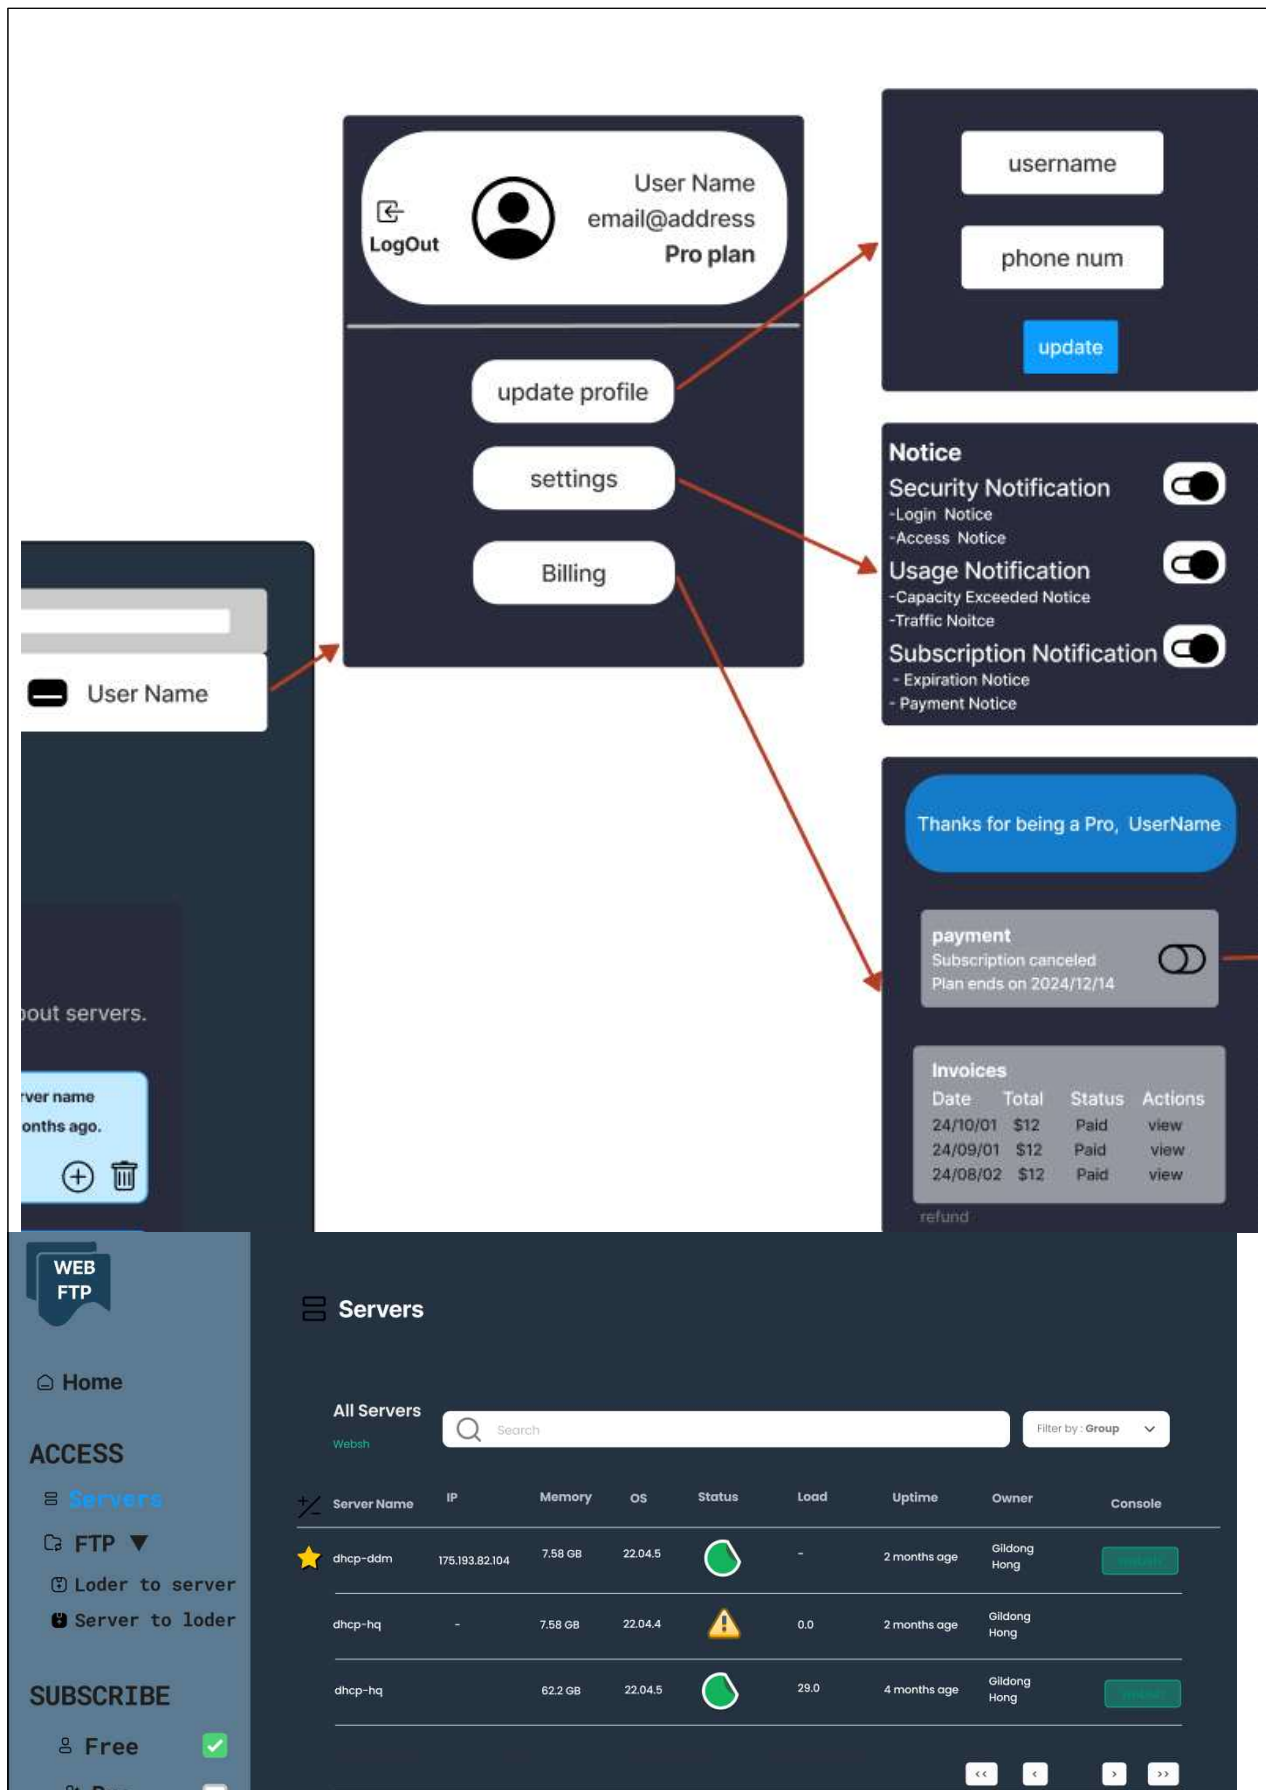 User Name
email@address
Pro plan
LogOut
update profile
settings
Billing
username
phone num
update
Notice
Security Notification
-Login Notice
-Access Notice
Usage Notification
-Capacity Exceeded Notice
-Traffic Noitce
Subscription Notification
- Expiration Notice
- Payment Notice
User Name
out servers.
ver name
onths ago.
Thanks for being a Pro, UserName
payment
Subscription canceled
Plan ends on 2024/12/14
Invoices
Date Total Status Actions
24/10/01 $12 Paid view
24/09/01 $12 Paid view
24/08/02 $12 Paid view
refund
WEB
FTP
Home
ACCESS
Servers
FTP ▼
Loder to server
Server to loder
SUBSCRIBE
Free
Servers
All Servers
Websh
Search
Filter by : Group
Server Name IP Memory OS Status Load Uptime Owner Console
dhcp-ddm 175.193.82.104 7.58 GB 22.04.5 - 2 months ago Gildong Hong
dhcp-hq - 7.58 GB 22.04.4 0.0 2 months ago Gildong Hong
dhcp-hq 62.2 GB 22.04.5 29.0 4 months ago Gildong Hong
<< < > >>